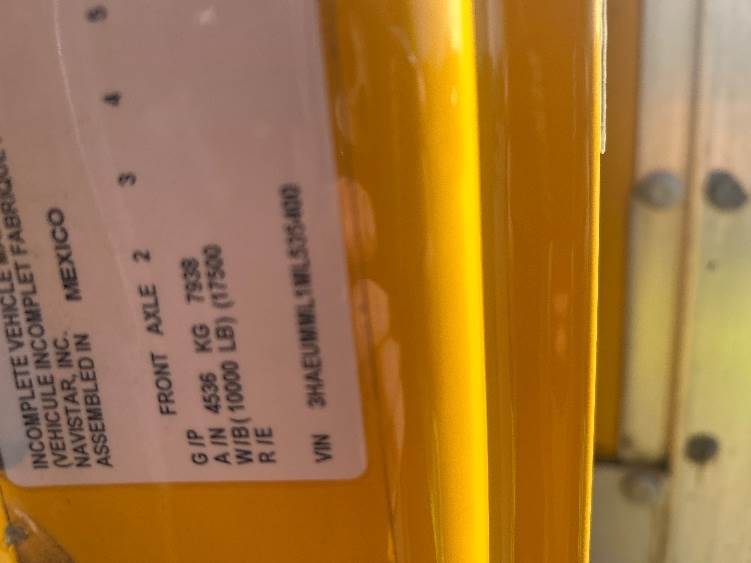 INCOMPLETE VEHICLE
(VEHICULE INCOMPLET FABRIQUE
NAVISTAR, INC.
ASSEMBLED IN MEXICO
FRONT AXLE 2 3 4 5
G /P
A /N 4536 KG 7938
W/B ( 10000 LB) (17500
R /E
VIN 3HAEUMML1ML535400